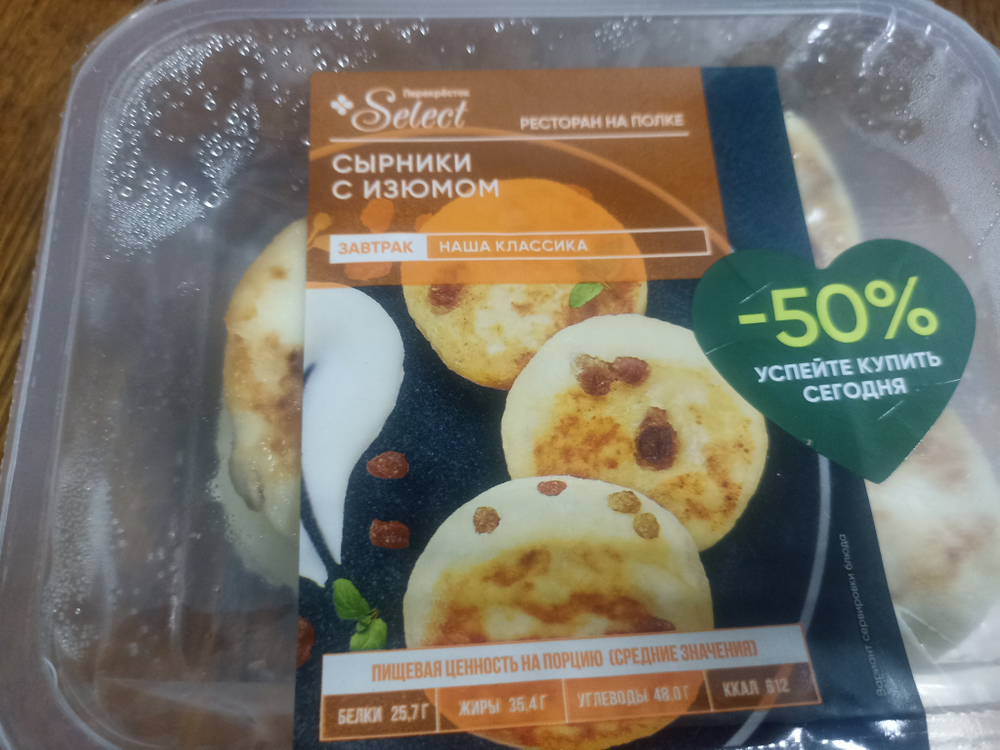 Перекрёсток
Select
РЕСТОРАН НА ПОЛКЕ
СЫРНИКИ
С ИЗЮМОМ
ЗАВТРАК НАША КЛАССИКА
-50%
УСПЕЙТЕ КУПИТЬ
СЕГОДНЯ
вариант сервировки блюда
ПИЩЕВАЯ ЦЕННОСТЬ НА ПОРЦИЮ (СРЕДНИЕ ЗНАЧЕНИЯ)
БЕЛКИ 25,7 Г ЖИРЫ 35,4 Г УГЛЕВОДЫ 48,0 Г ККАЛ 612